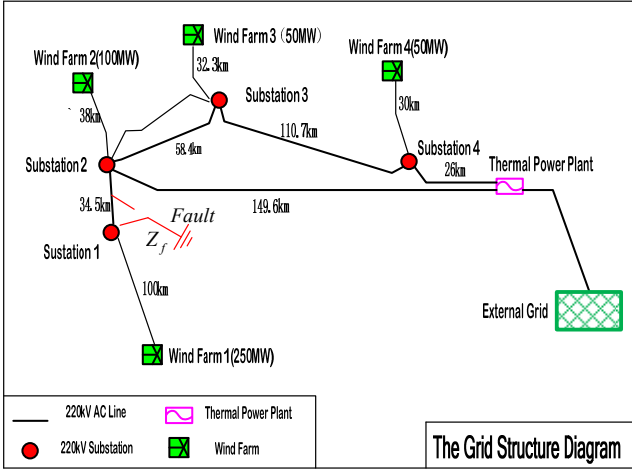 Wind Farm 3 (50MW)
Wind Farm 2(100MW)
Wind Farm 4(50MW)
32.3km
38km
30km
Substation 3
110.7km
58.4km
Substation 4
Thermal Power Plant
Substation 2
26km
34.5km
149.6km
Fault
Zf
Sustation 1
100km
External Grid
Wind Farm 1(250MW)
220kV AC Line
Thermal Power Plant
220kV Substation
Wind Farm
The Grid Structure Diagram